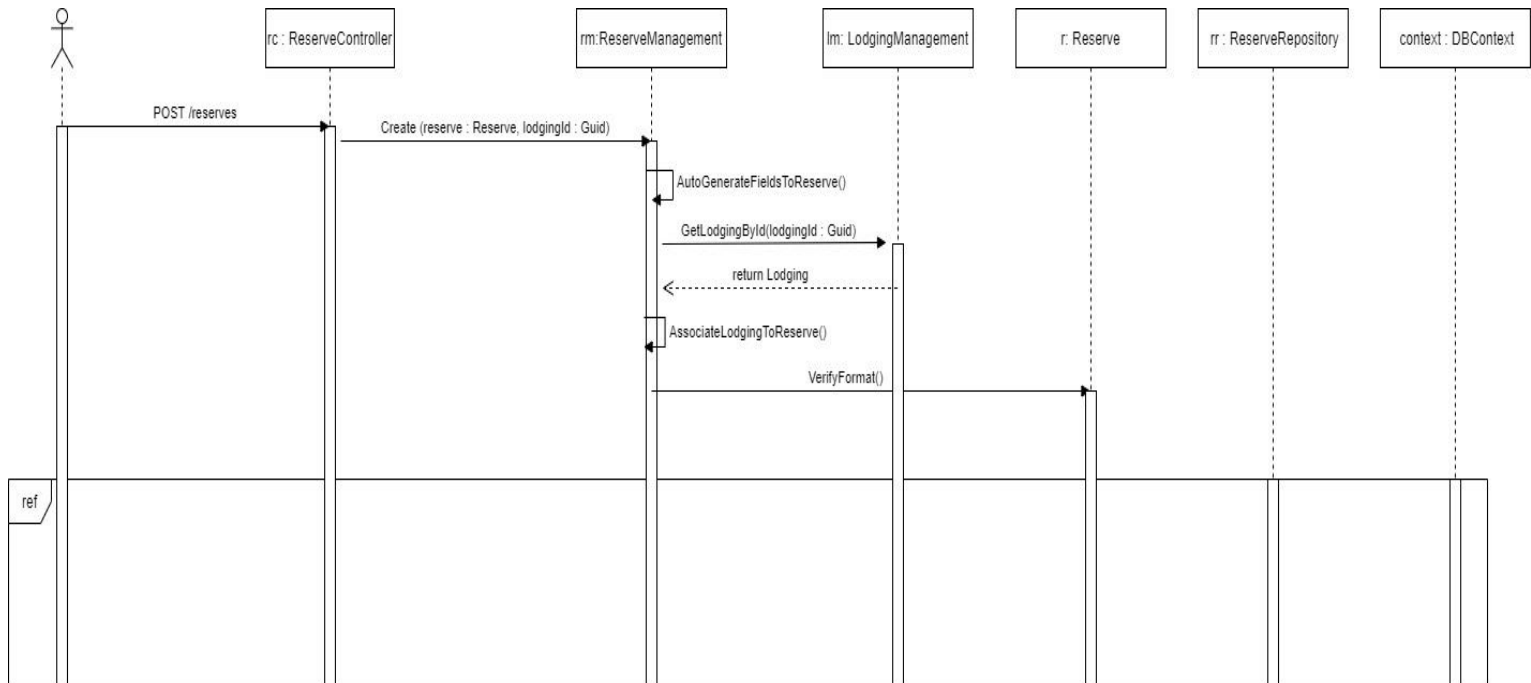 rc : ReserveController
rm:ReserveManagement
lm: LodgingManagement
r: Reserve
rr : ReserveRepository
context : DBContext
POST /reserves
Create (reserve : Reserve, lodgingId : Guid)
AutoGenerateFieldsToReserve()
GetLodgingById(lodgingId : Guid)
return Lodging
AssociateLodgingToReserve()
VerifyFormat()
ref